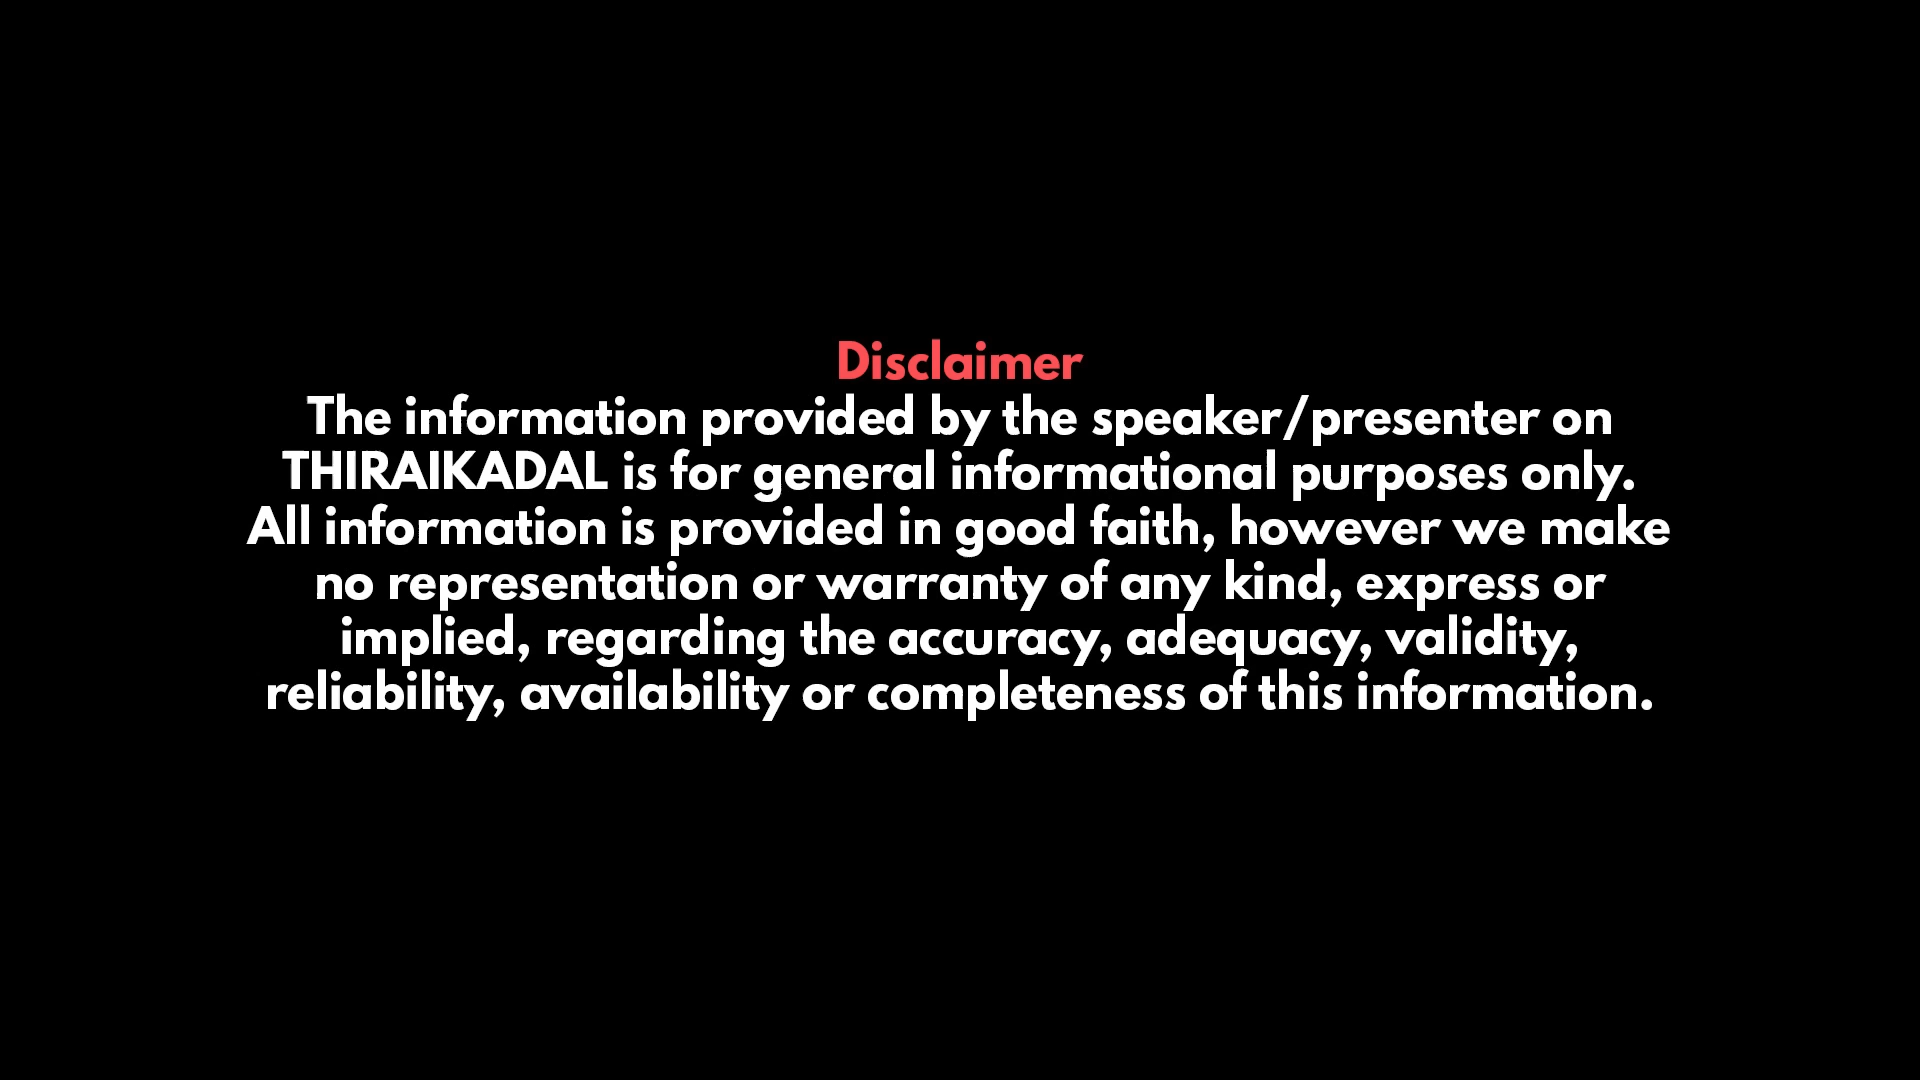 Disclaimer
The information provided by the speaker/presenter on
THIRAIKADAL is for general informational purposes only.
All information is provided in good faith, however we make
no representation or warranty of any kind, express or
implied, regarding the accuracy, adequacy, validity,
reliability, availability or completeness of this information.